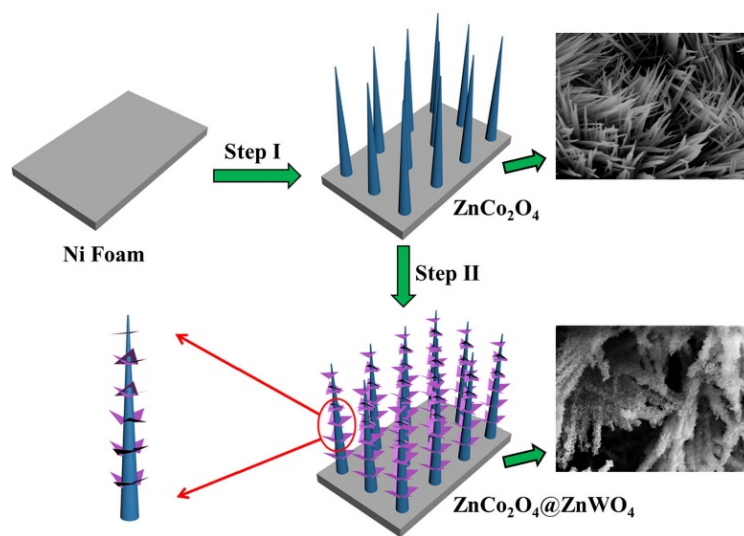 Step I
Ni Foam
ZnCo₂O₄
Step II
ZnCo₂O₄@ZnWO₄